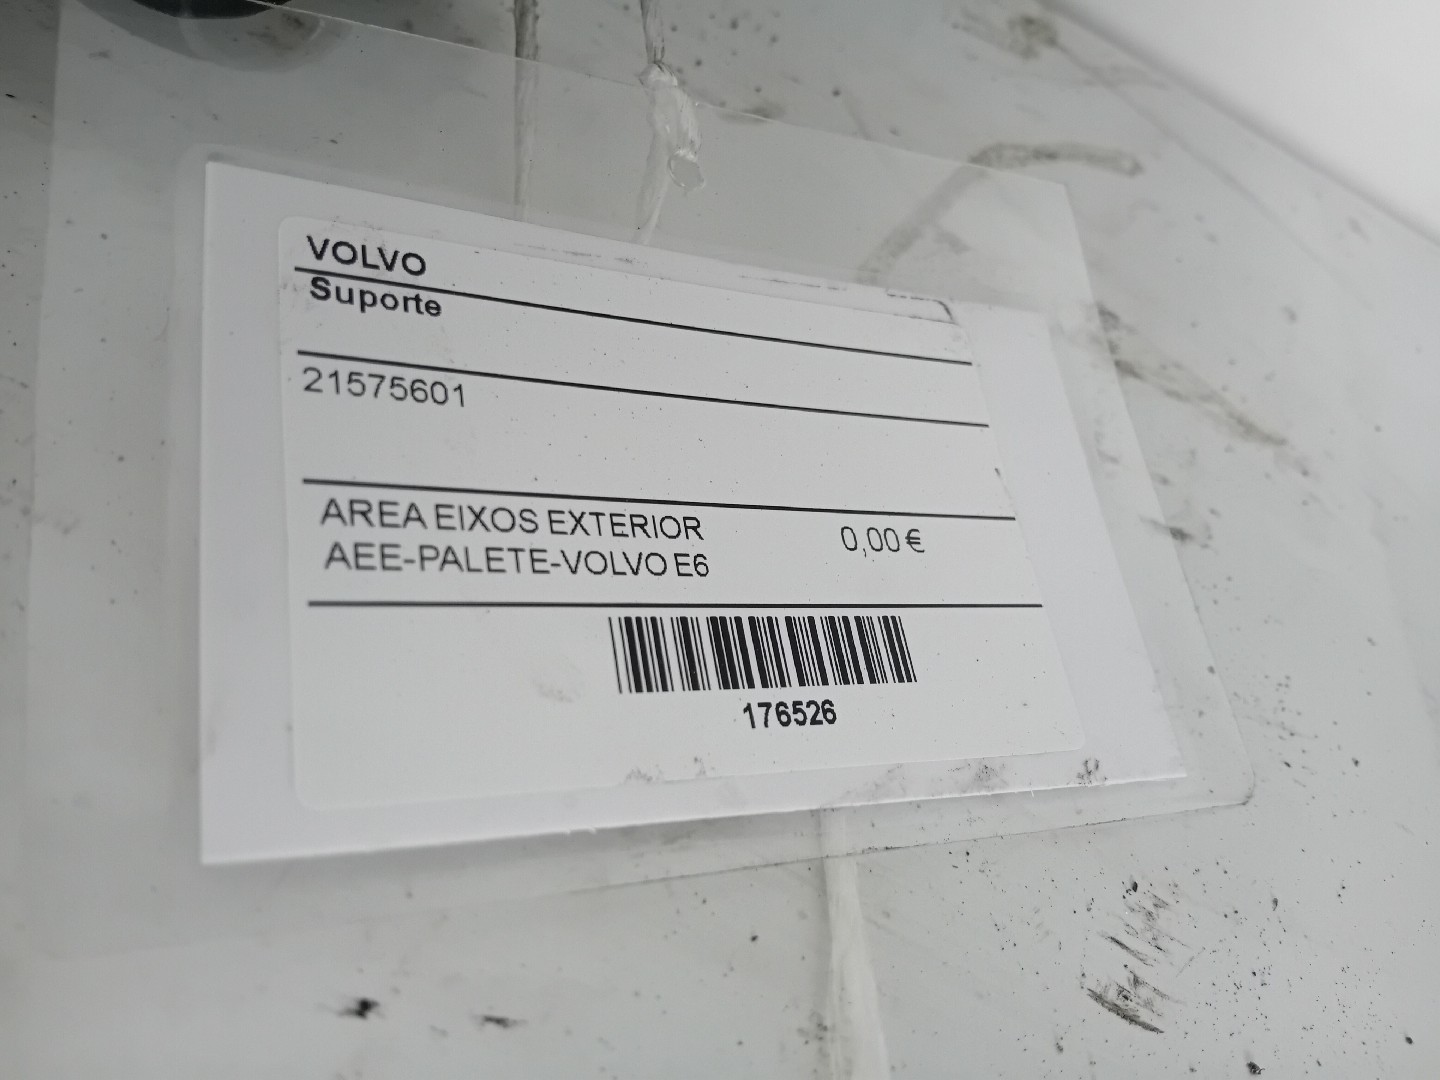 VOLVO
Suporte
21575601
AREA EIXOS EXTERIOR
0,00 €
AEE-PALETE-VOLVO E6
176526